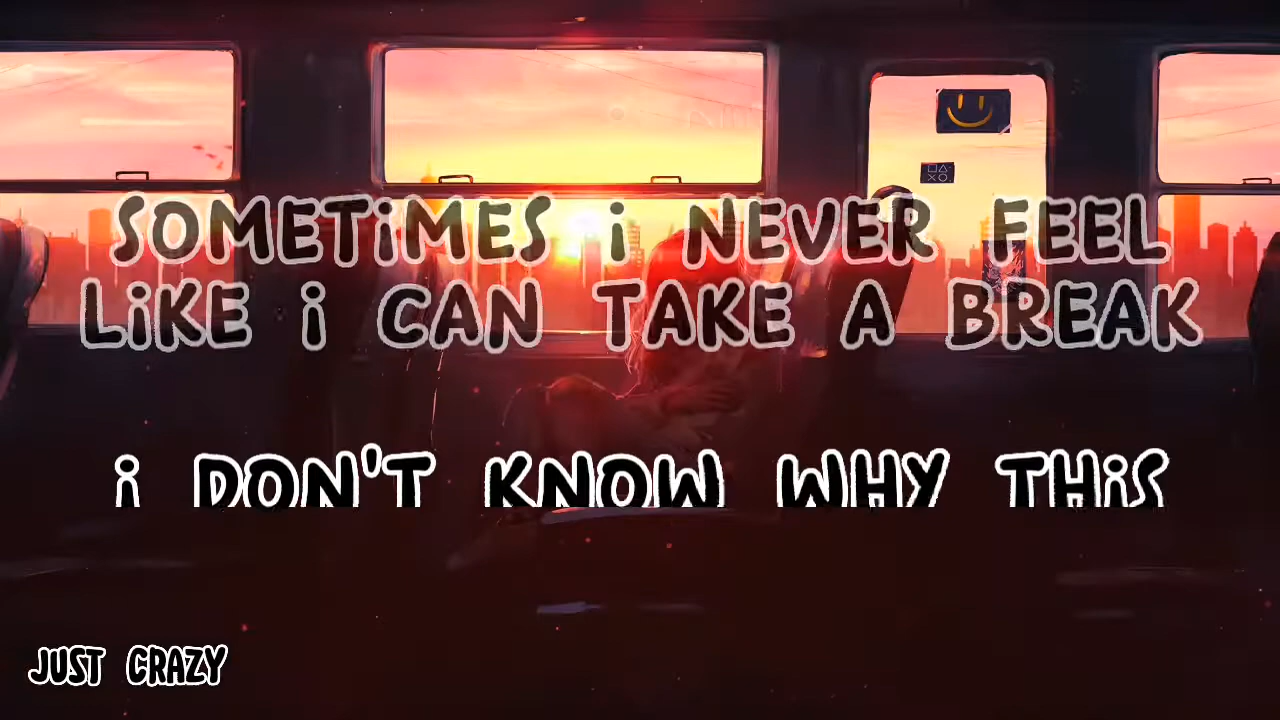 SOMETiMES i NEVER FEEL
LiKE i CAN TAKE A BREAK
i DON'T KNOW WHY THiS
JUST CRAZY